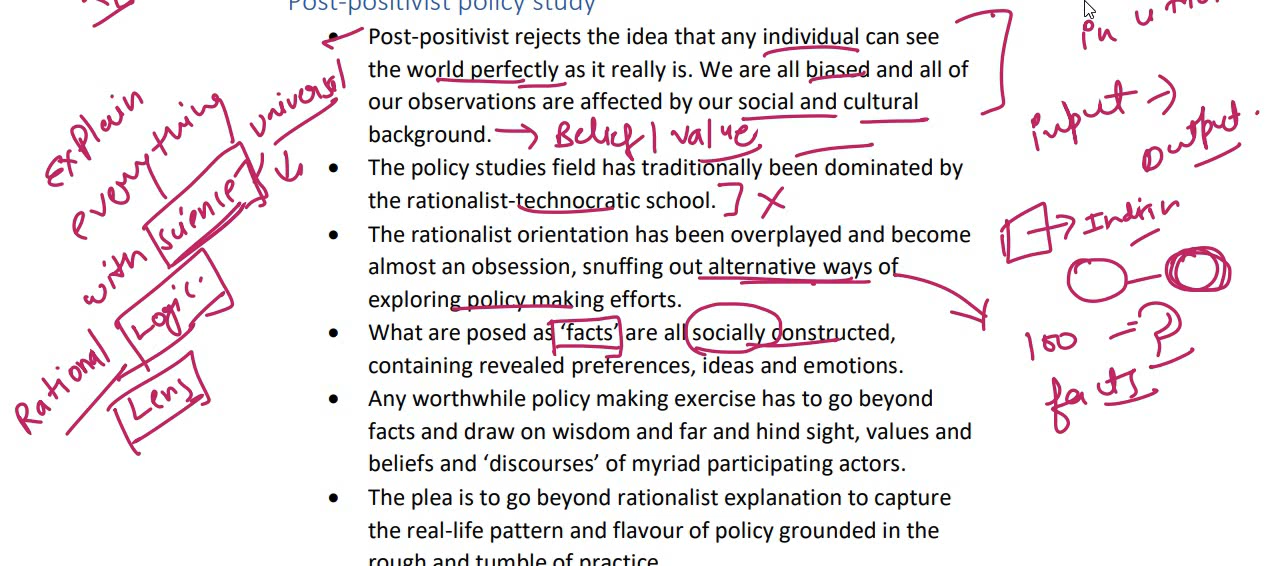 Post-positivist policy study
Post-positivist rejects the idea that any individual can see
the world perfectly as it really is. We are all biased and all of
our observations are affected by our social and cultural
background. → Belief / value
The policy studies field has traditionally been dominated by
the rationalist-technocratic school. ] X
The rationalist orientation has been overplayed and become
almost an obsession, snuffing out alternative ways of
exploring policy making efforts.
What are posed as ‘facts’ are all socially constructed,
containing revealed preferences, ideas and emotions.
Any worthwhile policy making exercise has to go beyond
facts and draw on wisdom and far and hind sight, values and
beliefs and ‘discourses’ of myriad participating actors.
The plea is to go beyond rationalist explanation to capture
the real-life pattern and flavour of policy grounded in the
rough and tumble of practice
Explain
everything
with science
universal
Rational Logic.
Lens
in
input →
output.
→ Indian
100 = ?
facts